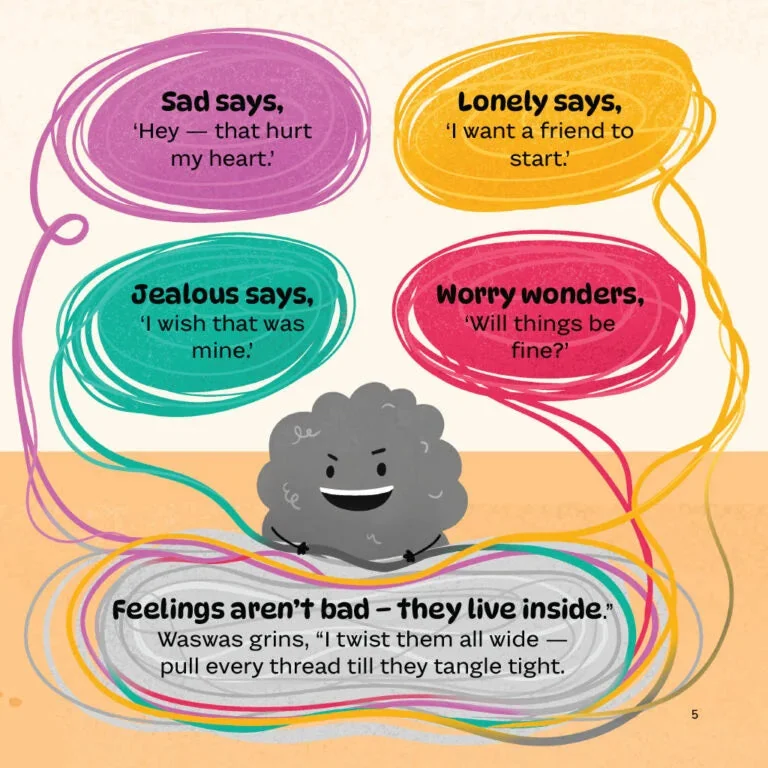 Sad says,
‘Hey — that hurt
my heart.’
Lonely says,
‘I want a friend to
start.’
Jealous says,
‘I wish that was
mine.’
Worry wonders,
‘Will things be
fine?’
Feelings aren’t bad – they live inside.”
Waswas grins, “I twist them all wide —
pull every thread till they tangle tight.
5